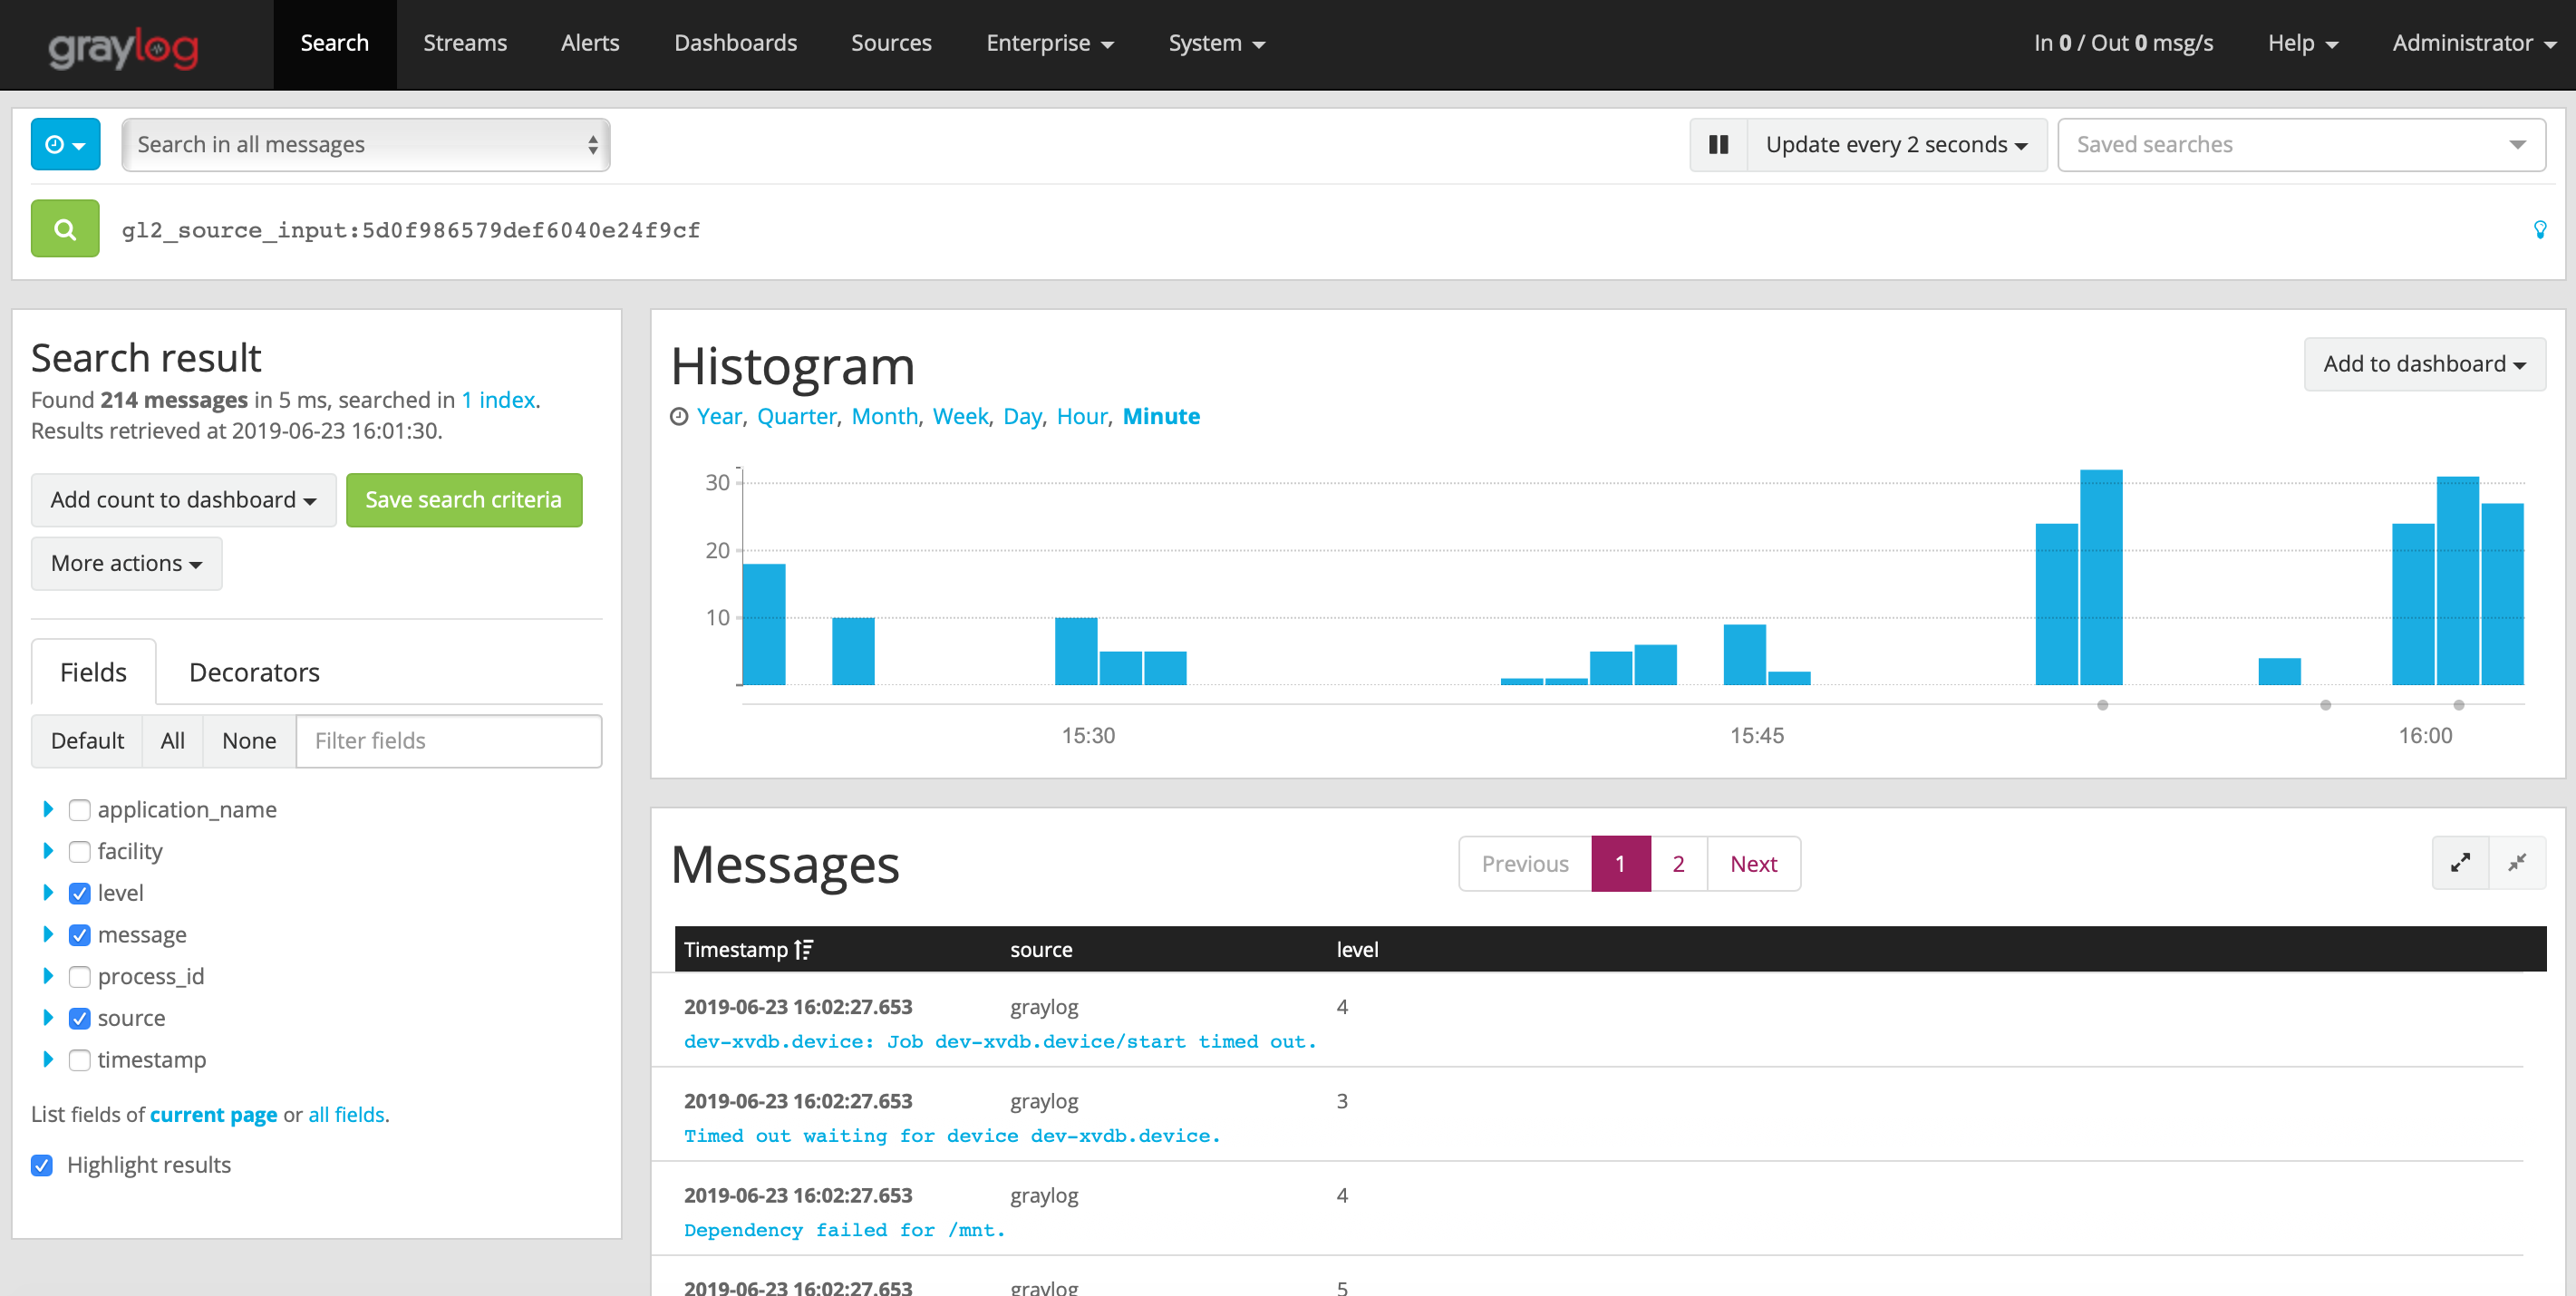 graylog Search Streams Alerts Dashboards Sources Enterprise System In 0 / Out 0 msg/s Help Administrator
Search in all messages Update every 2 seconds Saved searches
gl2_source_input:5d0f986579def6040e24f9cf
Search result
Found 214 messages in 5 ms, searched in 1 index.
Results retrieved at 2019-06-23 16:01:30.
Add count to dashboard Save search criteria
More actions
Fields Decorators
Default All None Filter fields
application_name
facility
level
message
process_id
source
timestamp
List fields of current page or all fields.
Highlight results
Histogram
Add to dashboard
Year, Quarter, Month, Week, Day, Hour, Minute
30
20
10
15:30 15:45 16:00
Messages
Previous 1 2 Next
Timestamp source level
2019-06-23 16:02:27.653 graylog 4
dev-xvdb.device: Job dev-xvdb.device/start timed out.
2019-06-23 16:02:27.653 graylog 3
Timed out waiting for device dev-xvdb.device.
2019-06-23 16:02:27.653 graylog 4
Dependency failed for /mnt.
2019-06-23 16:02:27.653 graylog 5